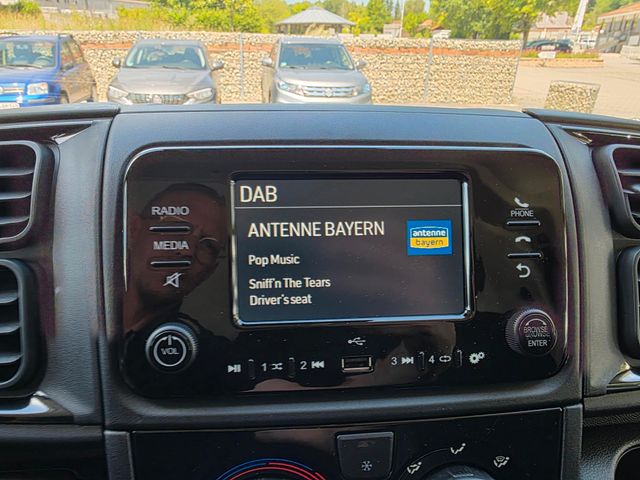 DAB
ANTENNE BAYERN
antenne
bayern
Pop Music
Sniff'n The Tears
Driver's seat
RADIO
MEDIA
VOL
PHONE
BROWSE
ENTER
1
2
3
4